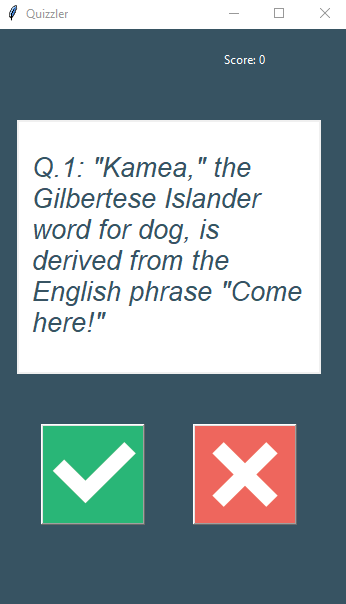 Quizzler
Score: 0
Q.1: "Kamea," the
Gilbertese Islander
word for dog, is
derived from the
English phrase "Come
here!"